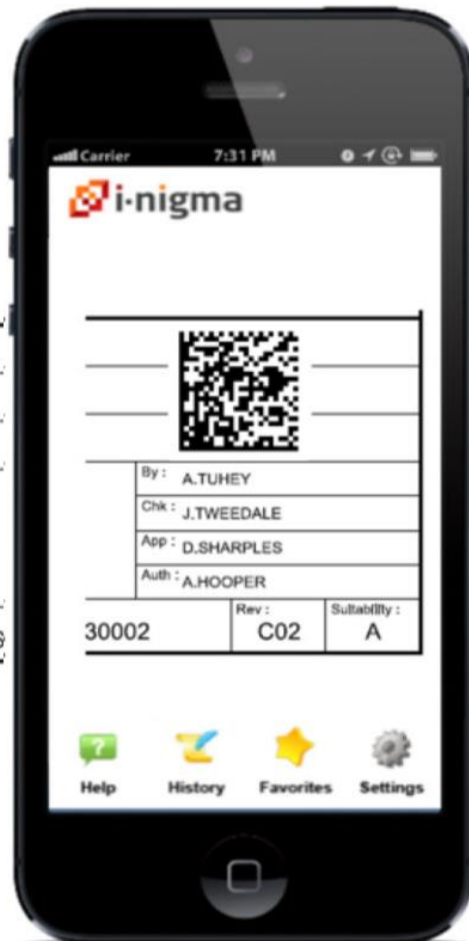 Carrier 7:31 PM
i-nigma
By : A.TUHEY
Chk : J.TWEEDALE
App : D.SHARPLES
Auth : A.HOOPER
Rev : Suitability :
30002 C02 A
?
Help History Favorites Settings